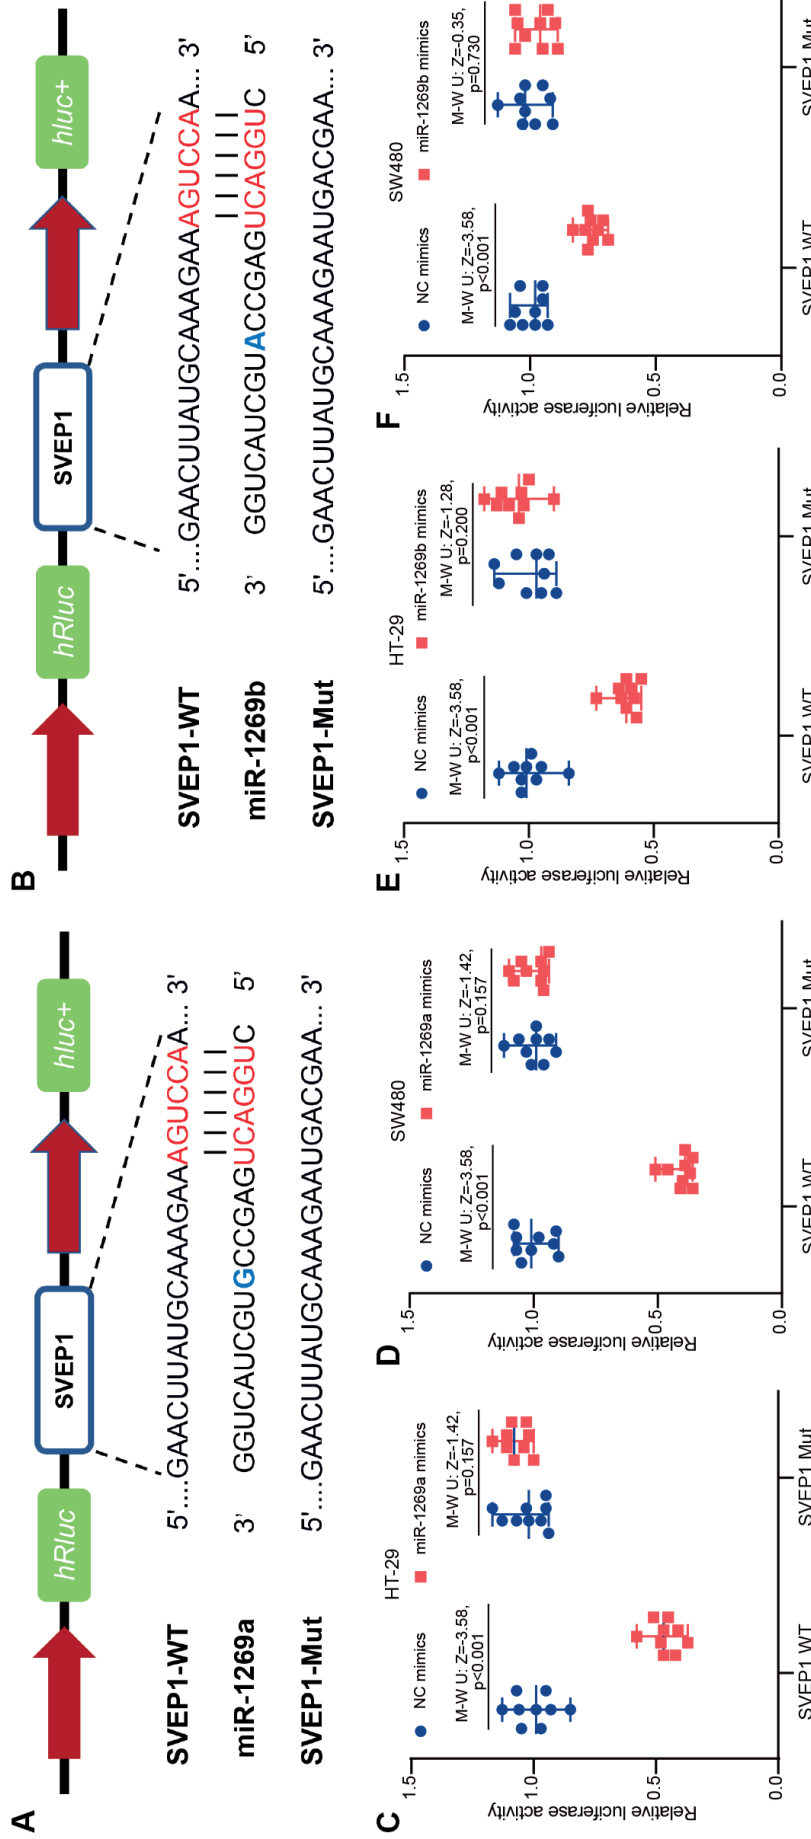 A
hRluc
SVEP1
hluc+
SVEP1-WT
5'....GAACUUAUGCAAAGAAAGUCCAA... 3'
miR-1269a
3' GGUCAUCGUGCCGAGUCAGGUC 5'
SVEP1-Mut
5'....GAACUUAUGCAAAGAAUGACGAA... 3'
B
hRluc
SVEP1
hluc+
SVEP1-WT
5'....GAACUUAUGCAAAGAAAGUCCAA... 3'
miR-1269b
3' GGUCAUCGUACCGAGUCAGGUC 5'
SVEP1-Mut
5'....GAACUUAUGCAAAGAAUGACGAA... 3'
C
HT-29
NC mimics
miR-1269a mimics
M-W U: Z=-3.58,
p<0.001
M-W U: Z=-1.42,
p=0.157
Relative luciferase activity
1.5
1.0
0.5
0.0
SVEP1 WT
SVEP1 Mut
D
SW480
NC mimics
miR-1269a mimics
M-W U: Z=-3.58,
p<0.001
M-W U: Z=-1.42,
p=0.157
Relative luciferase activity
1.5
1.0
0.5
0.0
SVEP1 WT
SVEP1 Mut
E
HT-29
NC mimics
miR-1269b mimics
M-W U: Z=-3.58,
p<0.001
M-W U: Z=-1.28,
p=0.200
Relative luciferase activity
1.5
1.0
0.5
0.0
SVEP1 WT
SVEP1 Mut
F
SW480
NC mimics
miR-1269b mimics
M-W U: Z=-3.58,
p<0.001
M-W U: Z=-0.35,
p=0.730
Relative luciferase activity
1.5
1.0
0.5
0.0
SVEP1 WT
SVEP1 Mut